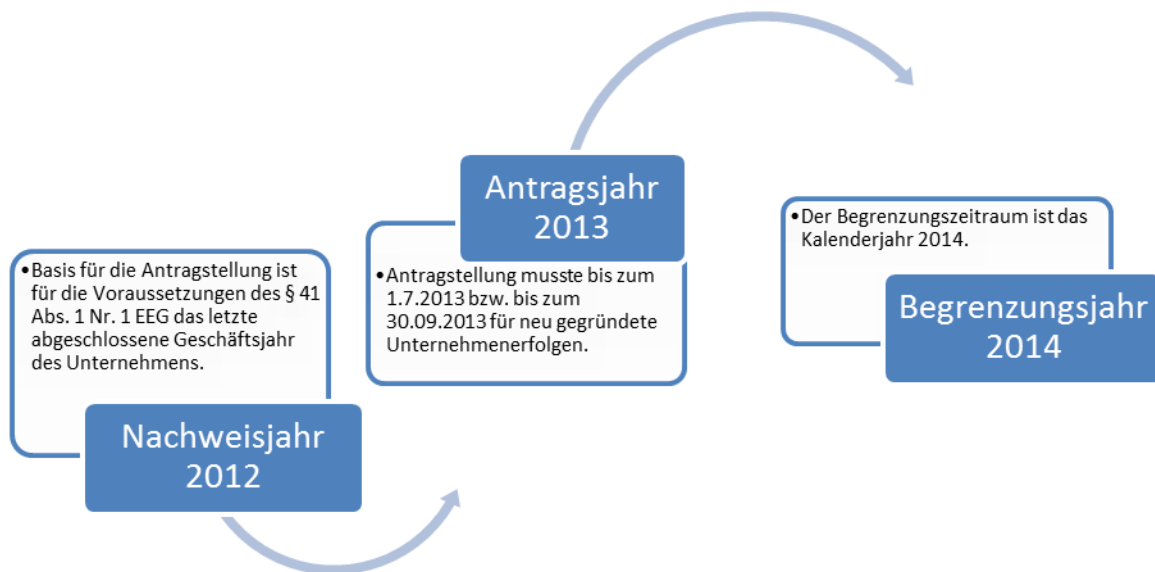 •Basis für die Antragstellung ist
für die Voraussetzungen des § 41
Abs. 1 Nr. 1 EEG das letzte
abgeschlossene Geschäftsjahr
des Unternehmens.
Nachweisjahr
2012
Antragsjahr
2013
•Antragstellung musste bis zum
1.7.2013 bzw. bis zum
30.09.2013 für neu gegründete
Unternehmenerfolgen.
•Der Begrenzungszeitraum ist das
Kalenderjahr 2014.
Begrenzungsjahr
2014